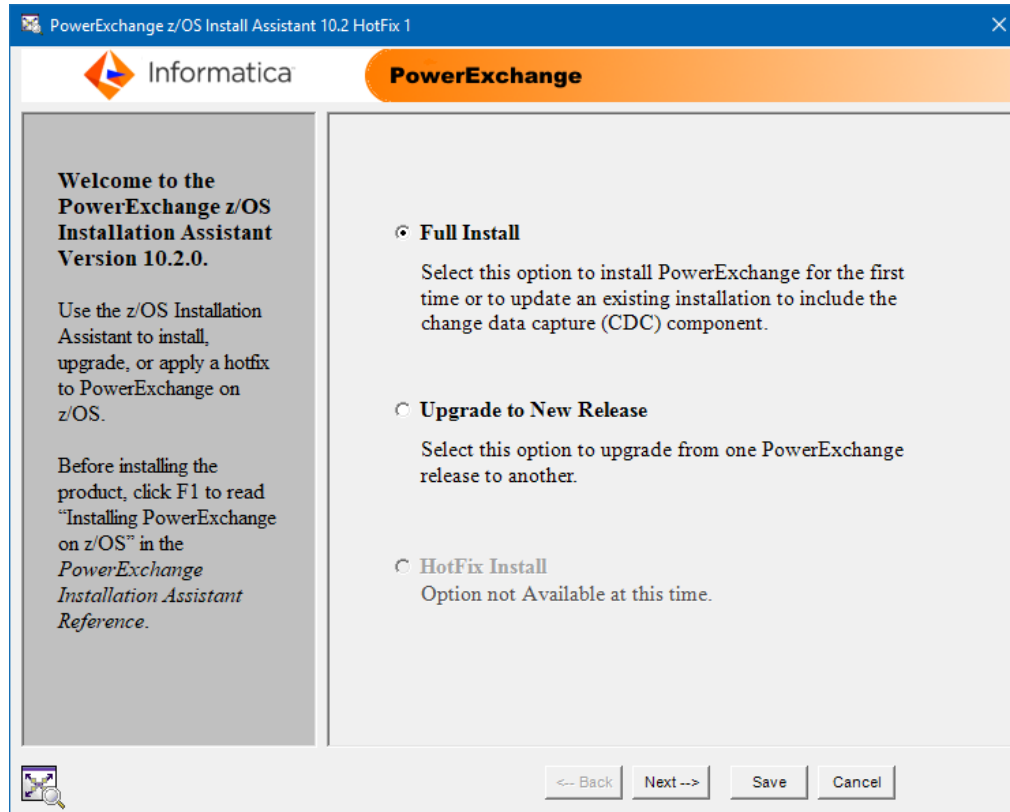 PowerExchange z/OS Install Assistant 10.2 HotFix 1
Informatica
PowerExchange
Welcome to the
PowerExchange z/OS
Installation Assistant
Version 10.2.0.
Use the z/OS Installation
Assistant to install,
upgrade, or apply a hotfix
to PowerExchange on
z/OS.
Before installing the
product, click F1 to read
“Installing PowerExchange
on z/OS” in the
PowerExchange
Installation Assistant
Reference.
Full Install
Select this option to install PowerExchange for the first
time or to update an existing installation to include the
change data capture (CDC) component.
Upgrade to New Release
Select this option to upgrade from one PowerExchange
release to another.
HotFix Install
Option not Available at this time.
<-- Back Next --> Save Cancel